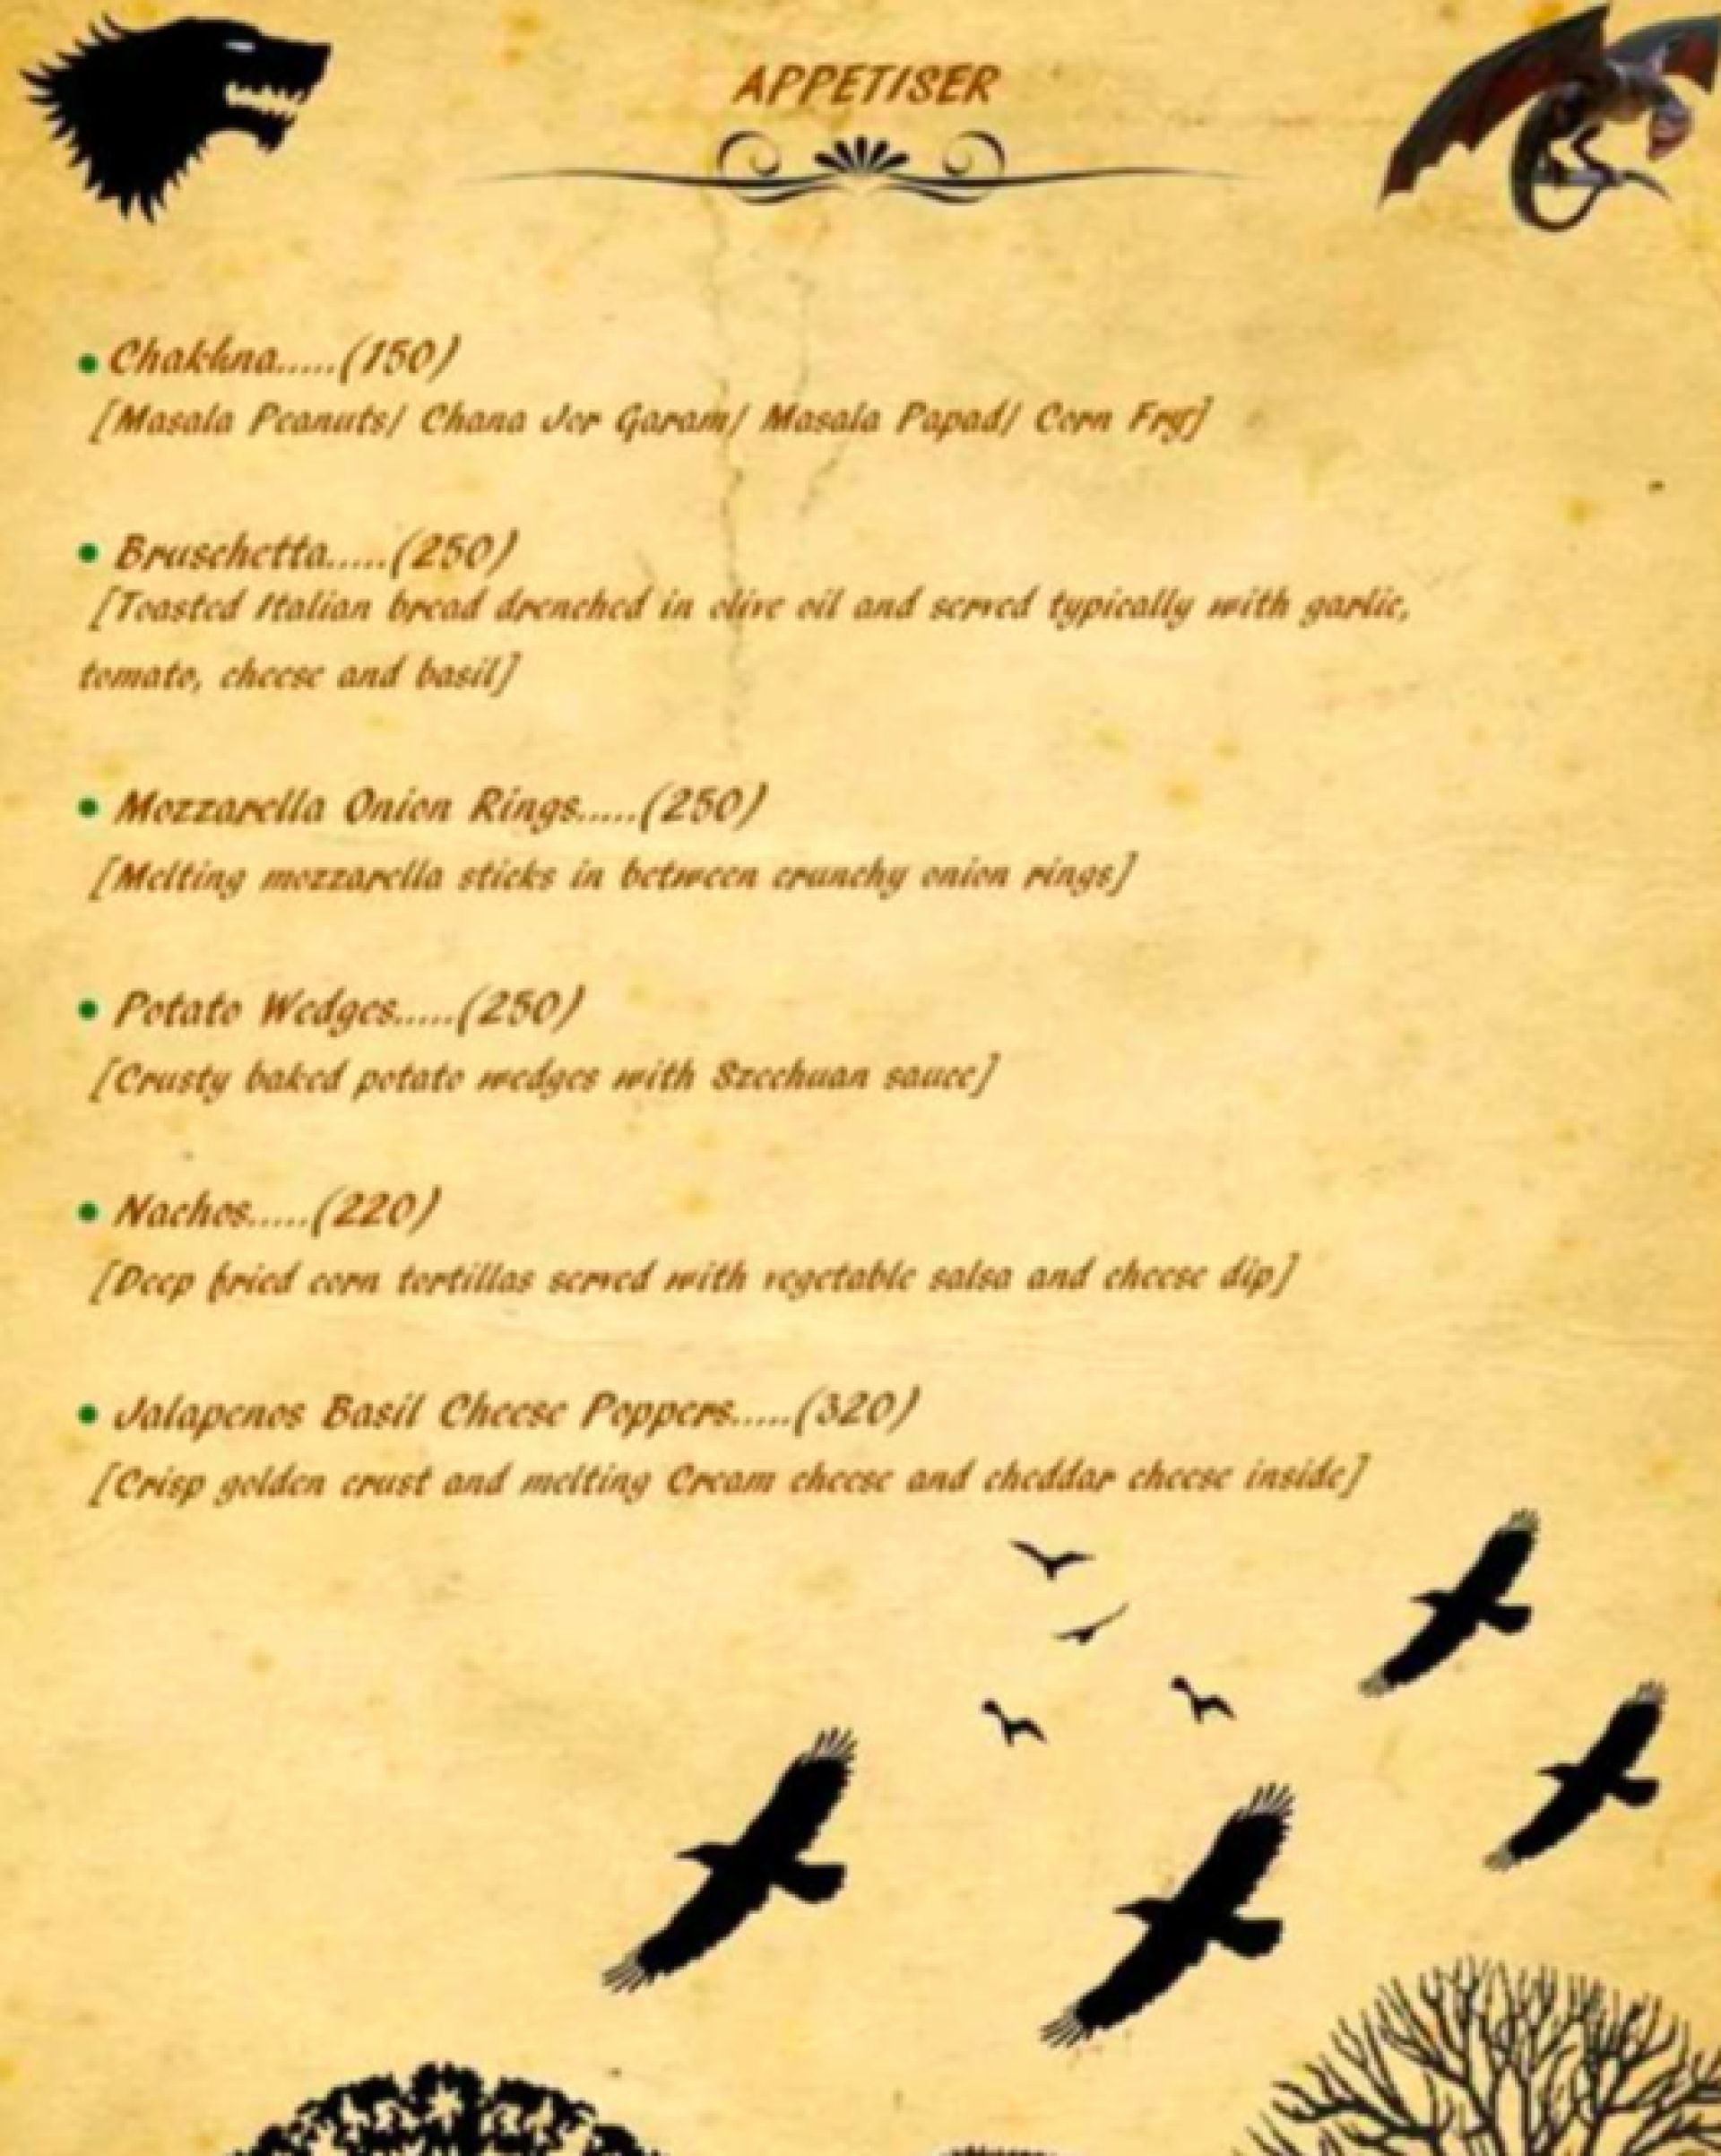 APPETISER
Chakhna.....(150)
[Masala Peanuts/ Chana Jor Garam/ Masala Papad/ Corn Fry]
Bruschetta.....(250)
[Toasted Italian bread drenched in olive oil and served typically with garlic,
tomato, cheese and basil]
Mozzarella Onion Rings.....(250)
[Melting mozzarella sticks in between crunchy onion rings]
Potato Wedges.....(250)
[Crusty baked potato wedges with Szechuan sauce]
Nachos.....(220)
[Deep fried corn tortillas served with vegetable salsa and cheese dip]
Jalapenos Basil Cheese Poppers.....(320)
[Crisp golden crust and melting Cream cheese and cheddar cheese inside]